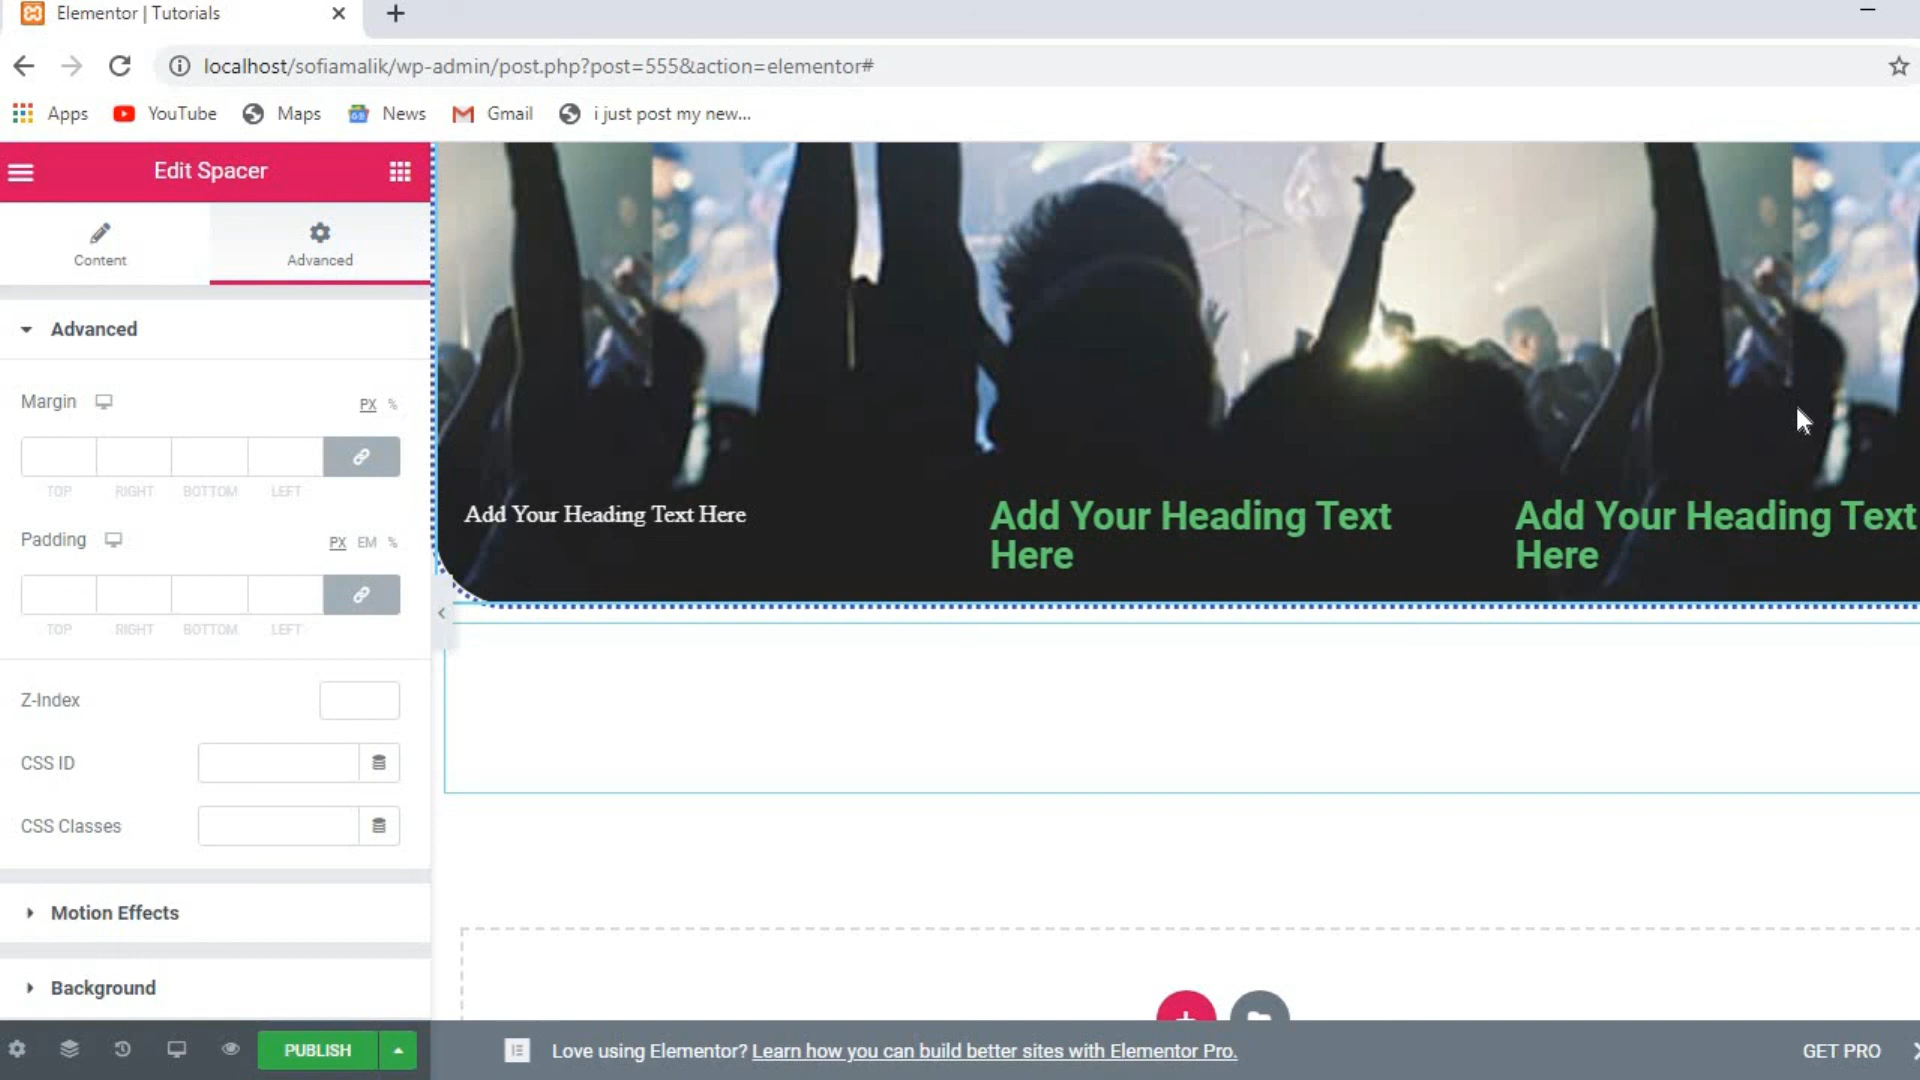 Elementor | Tutorials
localhost/sofiamalik/wp-admin/post.php?post=555&action=elementor#
Apps YouTube Maps News Gmail i just post my new...
Edit Spacer
Content Advanced
Advanced
Margin PX %
TOP RIGHT BOTTOM LEFT
Padding PX EM %
TOP RIGHT BOTTOM LEFT
Z-Index
CSS ID
CSS Classes
Motion Effects
Background
PUBLISH
Add Your Heading Text Here
Add Your Heading Text
Here
Add Your Heading Text
Here
Love using Elementor? Learn how you can build better sites with Elementor Pro.
GET PRO